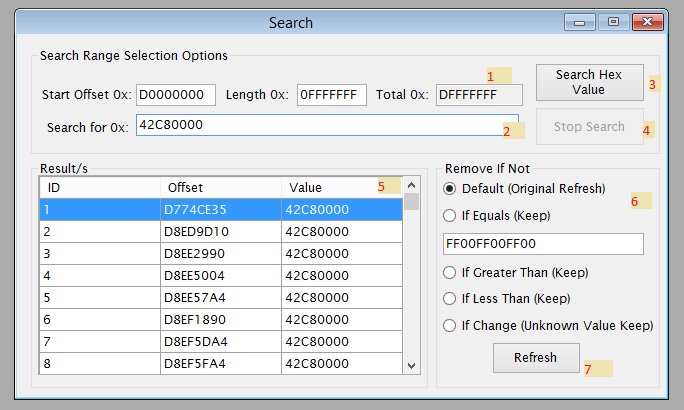 Search
Search Range Selection Options
1
Start Offset 0x: D0000000 Length 0x: 0FFFFFFF Total 0x: DFFFFFFF
Search Hex Value
3
Search for 0x: 42C80000
2
Stop Search
4
Result/s
ID Offset Value
5
1 D774CE35 42C80000
2 D8ED9D10 42C80000
3 D8EE2990 42C80000
4 D8EE5004 42C80000
5 D8EE57A4 42C80000
6 D8EF1890 42C80000
7 D8EF5DA4 42C80000
8 D8EF5FA4 42C80000
Remove If Not
Default (Original Refresh)
6
If Equals (Keep)
FF00FF00FF00
If Greater Than (Keep)
If Less Than (Keep)
If Change (Unknown Value Keep)
Refresh
7